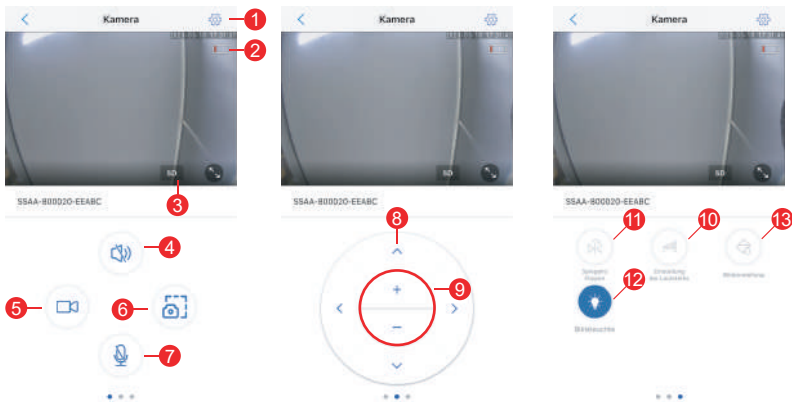 Kamera
1
2
SD
3
SSAA-800020-EEABC
4
5
6
7
Kamera
SD
SSAA-800020-EEABC
8
+
9
−
Kamera
SD
SSAA-800020-EEABC
11
10
13
12